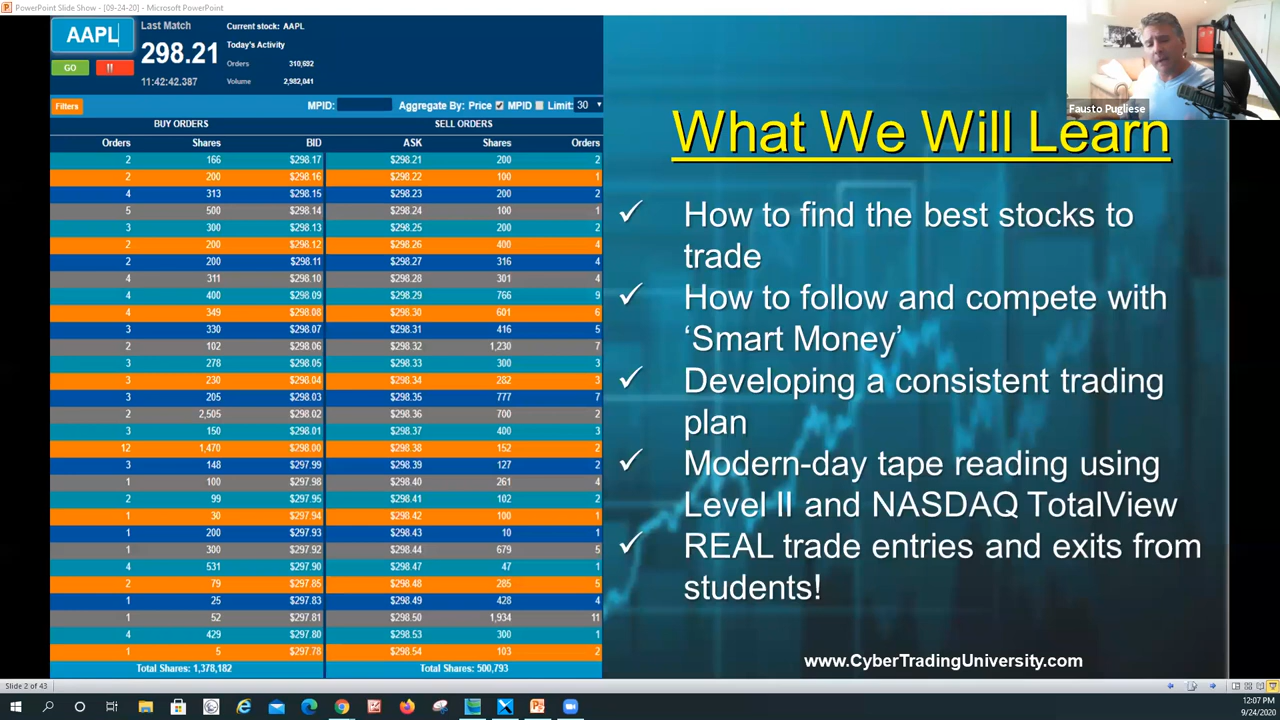 PowerPoint Slide Show - [09-24-20] - Microsoft PowerPoint
AAPL
GO
Last Match
298.21
11:42:42.387
Current stock: AAPL
Today's Activity
Orders 310,692
Volume 2,982,041
Filters
MPID: Aggregate By: Price MPID Limit: 30
BUY ORDERS SELL ORDERS
Orders Shares BID ASK Shares Orders
2 166 $298.17 $298.21 200 2
2 200 $298.16 $298.22 100 1
4 313 $298.15 $298.23 200 2
5 500 $298.14 $298.24 100 1
3 300 $298.13 $298.25 200 2
2 200 $298.12 $298.26 400 4
2 200 $298.11 $298.27 316 4
4 311 $298.10 $298.28 301 4
4 400 $298.09 $298.29 766 9
4 349 $298.08 $298.30 601 6
3 330 $298.07 $298.31 416 5
2 102 $298.06 $298.32 1,230 7
3 278 $298.05 $298.33 300 3
3 230 $298.04 $298.34 282 3
3 205 $298.03 $298.35 777 7
2 2,505 $298.02 $298.36 700 2
3 150 $298.01 $298.37 400 3
12 1,470 $298.00 $298.38 152 2
3 148 $297.99 $298.39 127 2
1 100 $297.98 $298.40 261 4
2 99 $297.95 $298.41 102 2
1 30 $297.94 $298.42 100 1
1 200 $297.93 $298.43 10 1
1 300 $297.92 $298.44 679 5
4 531 $297.90 $298.47 47 1
2 79 $297.85 $298.48 285 5
1 25 $297.83 $298.49 428 4
1 52 $297.81 $298.50 1,934 11
4 429 $297.80 $298.53 300 1
1 5 $297.78 $298.54 103 2
Total Shares: 1,378,182 Total Shares: 500,793
Fausto Pugliese
What We Will Learn
✓ How to find the best stocks to
trade
✓ How to follow and compete with
‘Smart Money’
✓ Developing a consistent trading
plan
✓ Modern-day tape reading using
Level II and NASDAQ TotalView
✓ REAL trade entries and exits from
students!
www.CyberTradingUniversity.com
Slide 2 of 43
12:07 PM
9/24/2020